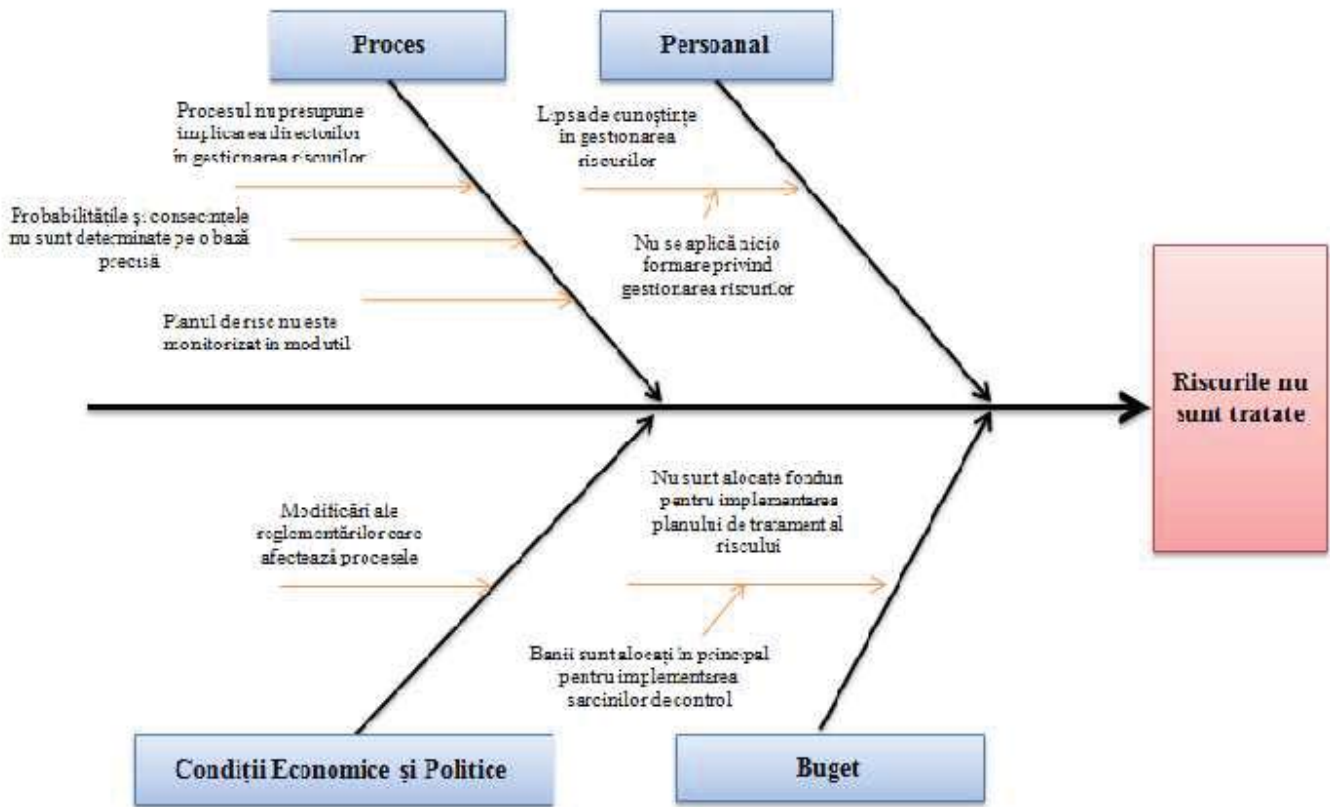 Proces
Persoanal
Procesul nu presupune
implicarea directorilor
în gestionarea riscurilor
Lipsa de cunoștințe
în gestionarea
riscurilor
Probabilitățile și consecințele
nu sunt determinate pe o bază
precisă
Nu se aplică nicio
formare privind
gestionarea riscurilor
Planul de risc nu este
monitorizat în mod util
Riscurile nu
sunt tratate
Modificări ale
reglementărilor care
afectează procesele
Nu sunt alocate fonduri
pentru implementarea
planului de tratament al
riscului
Banii sunt alocați în principal
pentru implementarea
sarcinilor de control
Condiții Economice și Politice
Buget